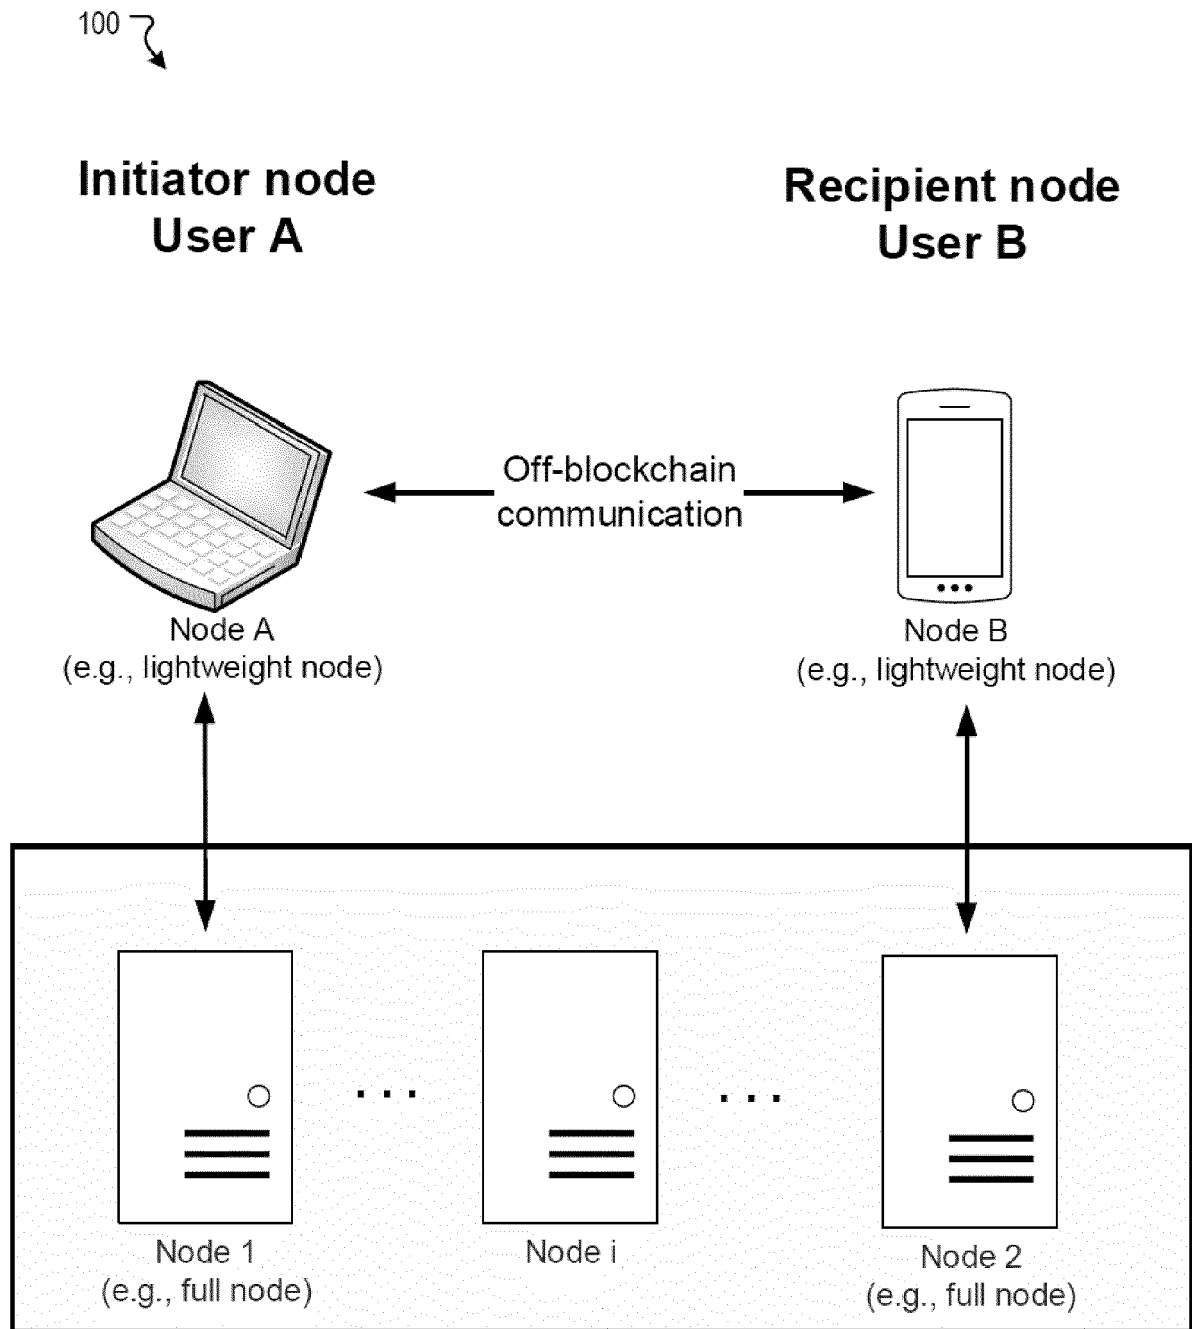 100
Initiator node
User A
Recipient node
User B
Off-blockchain
communication
Node A
(e.g., lightweight node)
Node B
(e.g., lightweight node)
. . .
. . .
Node 1
(e.g., full node)
Node i
Node 2
(e.g., full node)